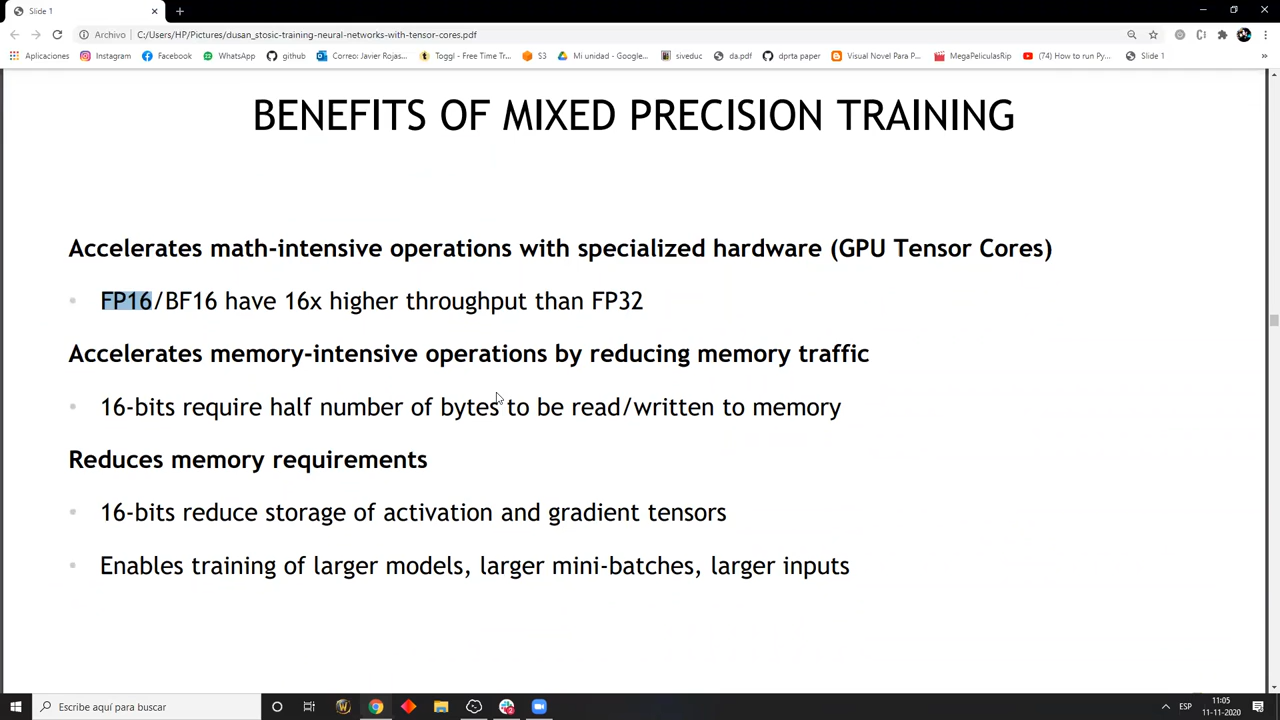 Slide 1
Archivo
C:/Users/HP/Pictures/dusan_stosic-training-neural-networks-with-tensor-cores.pdf
Aplicaciones
Instagram
Facebook
WhatsApp
github
Correo: Javier Rojas...
Toggl - Free Time Tr...
S3
Mi unidad - Google...
siveduc
da.pdf
dprta paper
Visual Novel Para P...
MegaPeliculasRip
(74) How to run Py...
Slide 1
»
BENEFITS OF MIXED PRECISION TRAINING
Accelerates math-intensive operations with specialized hardware (GPU Tensor Cores)
• FP16/BF16 have 16x higher throughput than FP32
Accelerates memory-intensive operations by reducing memory traffic
• 16-bits require half number of bytes to be read/written to memory
Reduces memory requirements
• 16-bits reduce storage of activation and gradient tensors
• Enables training of larger models, larger mini-batches, larger inputs
Escribe aquí para buscar
ESP
11:05
11-11-2020